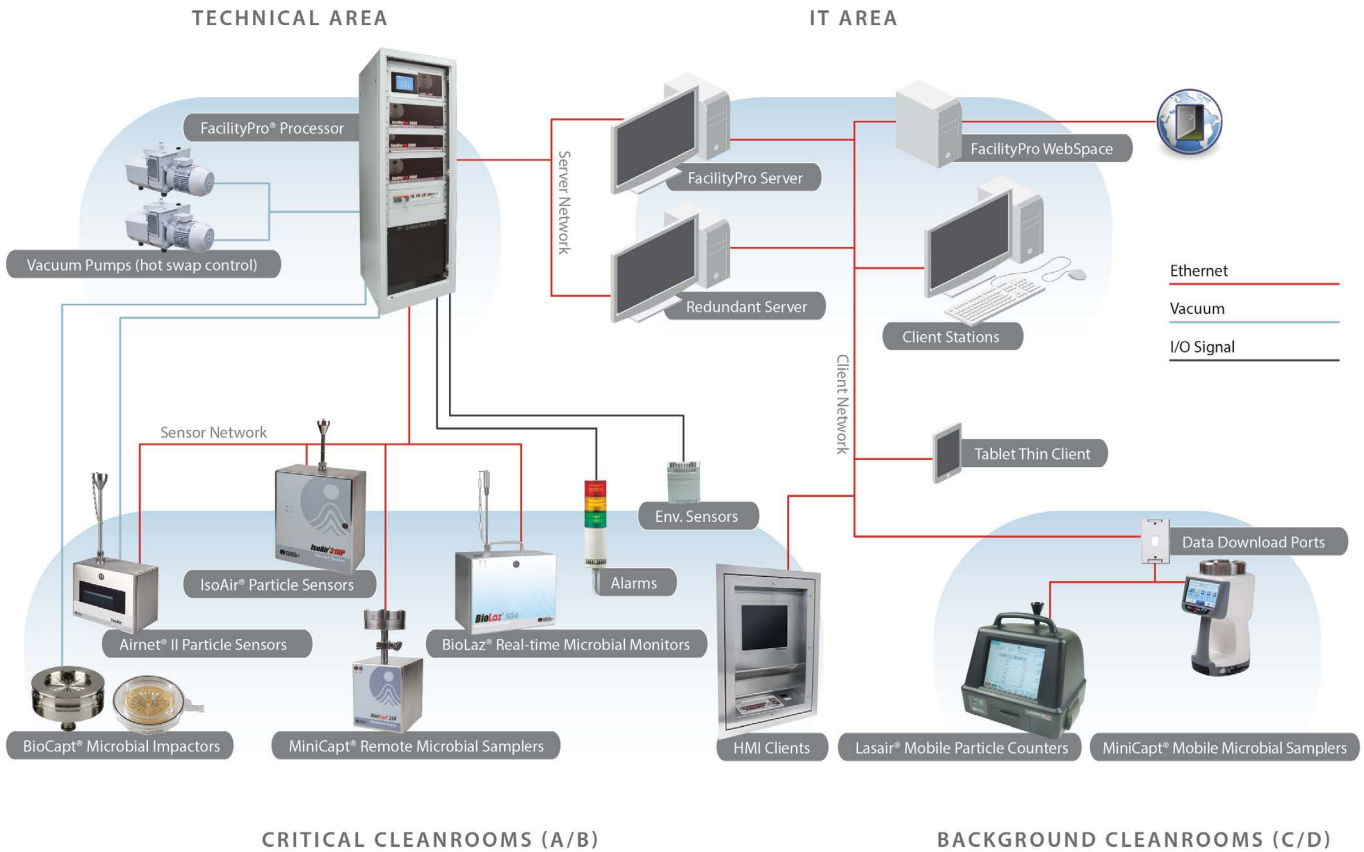 TECHNICAL AREA
IT AREA
FacilityPro® Processor
FacilityPro WebSpace
FacilityPro Server
Server Network
Vacuum Pumps (hot swap control)
Redundant Server
Client Stations
Ethernet
Vacuum
I/O Signal
Client Network
Sensor Network
Tablet Thin Client
Env. Sensors
Data Download Ports
IsoAir® 310P
IsoAir® Particle Sensors
Alarms
BioLaz® 504
IsoAir
Airnet® II Particle Sensors
BioLaz® Real-time Microbial Monitors
BioCapt® Microbial Impactors
MiniCapt® Remote Microbial Samplers
HMI Clients
Lasair® Mobile Particle Counters
MiniCapt® Mobile Microbial Samplers
CRITICAL CLEANROOMS (A/B)
BACKGROUND CLEANROOMS (C/D)